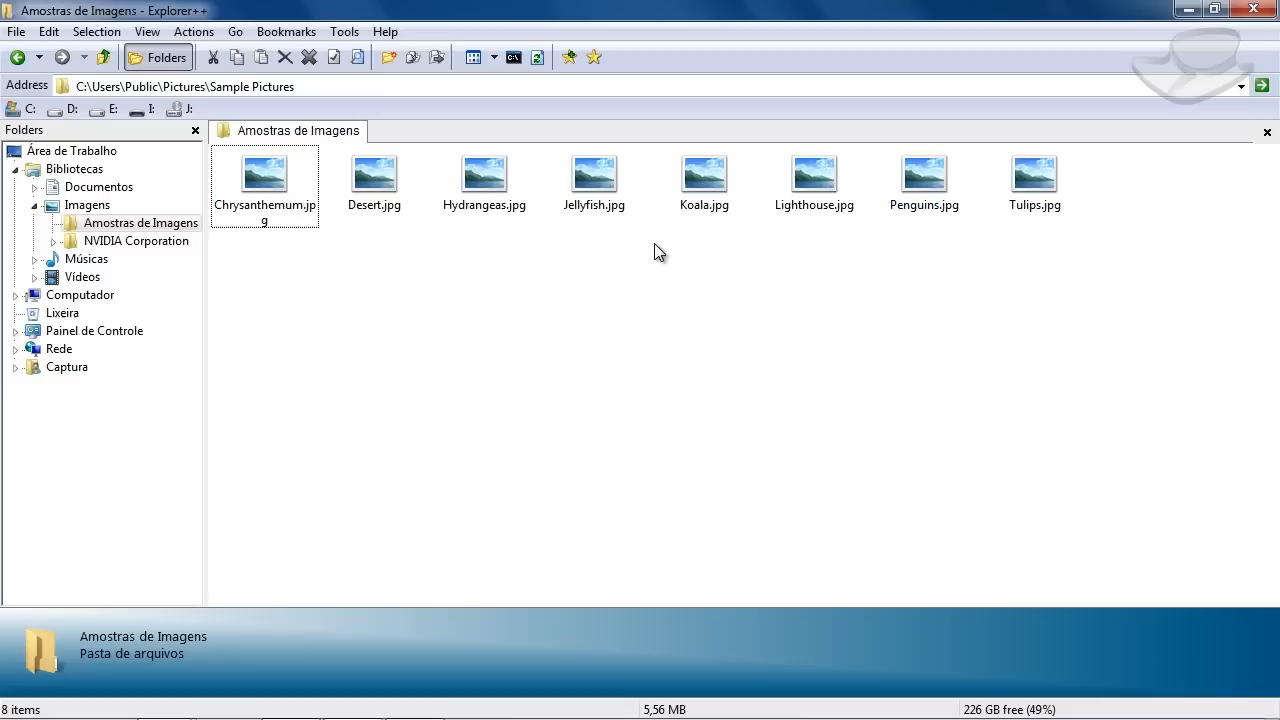 Amostras de Imagens - Explorer++
File Edit Selection View Actions Go Bookmarks Tools Help
Folders
Address C:\Users\Public\Pictures\Sample Pictures
C: D: E: I: J:
Folders
Amostras de Imagens
Área de Trabalho
Bibliotecas
Documentos
Imagens
Amostras de Imagens
NVIDIA Corporation
Músicas
Vídeos
Computador
Lixeira
Painel de Controle
Rede
Captura
Chrysanthemum.jp
g
Desert.jpg
Hydrangeas.jpg
Jellyfish.jpg
Koala.jpg
Lighthouse.jpg
Penguins.jpg
Tulips.jpg
Amostras de Imagens
Pasta de arquivos
8 items 5,56 MB 226 GB free (49%)